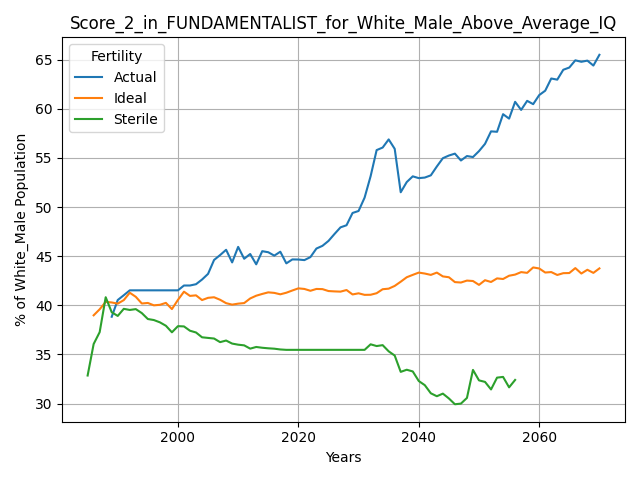 Score_2_in_FUNDAMENTALIST_for_White_Male_Above_Average_IQ
Fertility
Actual
Ideal
Sterile
% of White_Male Population
65
60
55
50
45
40
35
30
2000
2020
2040
2060
Years